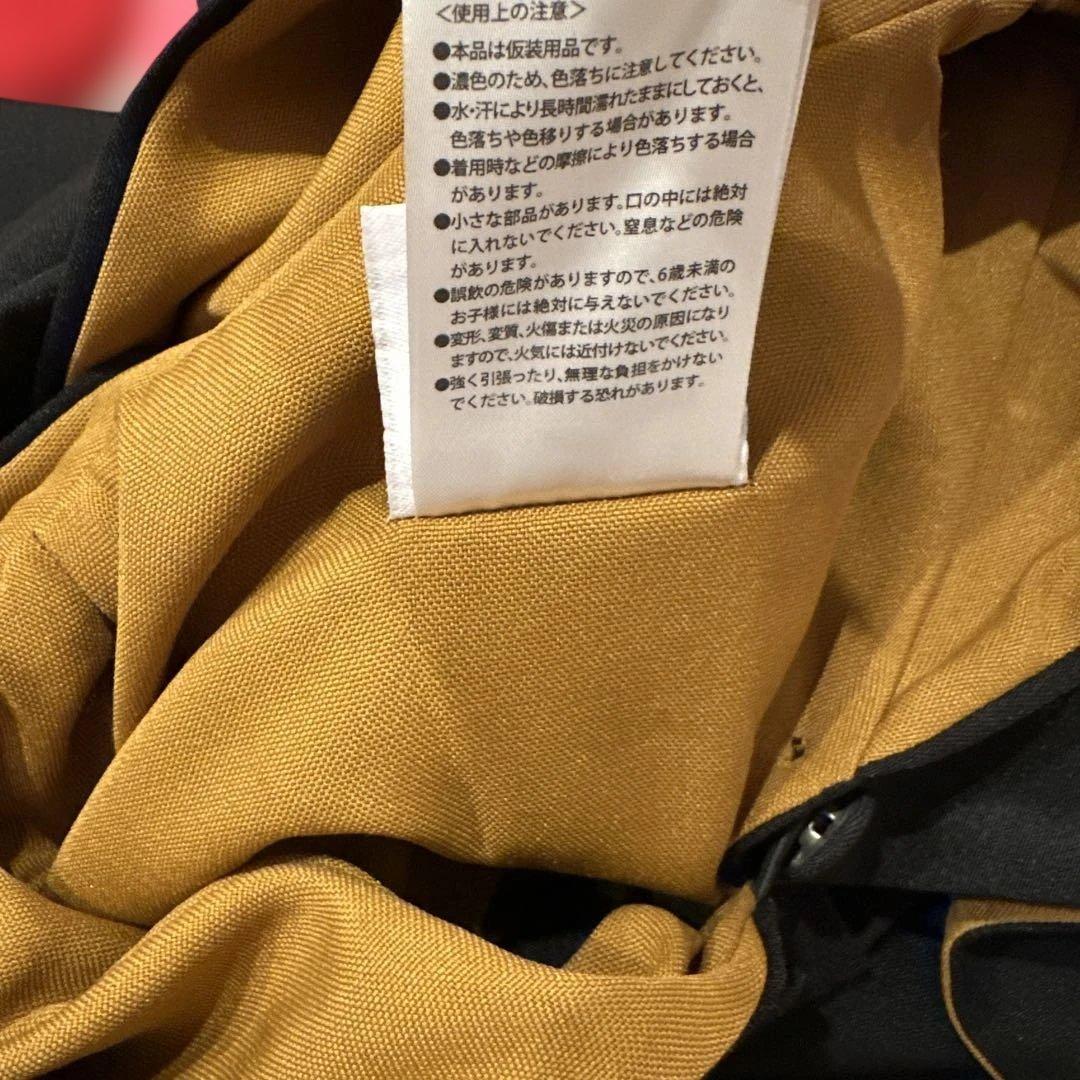 ＜使用上の注意＞
●本品は仮装用品です。
●濃色のため、色落ちに注意してください。
●水・汗により長時間濡れたままにしておくと、
色落ちや色移りする場合があります。
●着用時などの摩擦により色落ちする場合
があります。
●小さな部品があります。口の中には絶対
に入れないでください。窒息などの危険
があります。
●誤飲の危険がありますので、6歳未満の
お子様には絶対に与えないでください。
●変形、変質、火傷または火災の原因になり
ますので、火気には近付けないでください。
●強く引張ったり、無理な負担をかけない
でください。破損する恐れがあります。